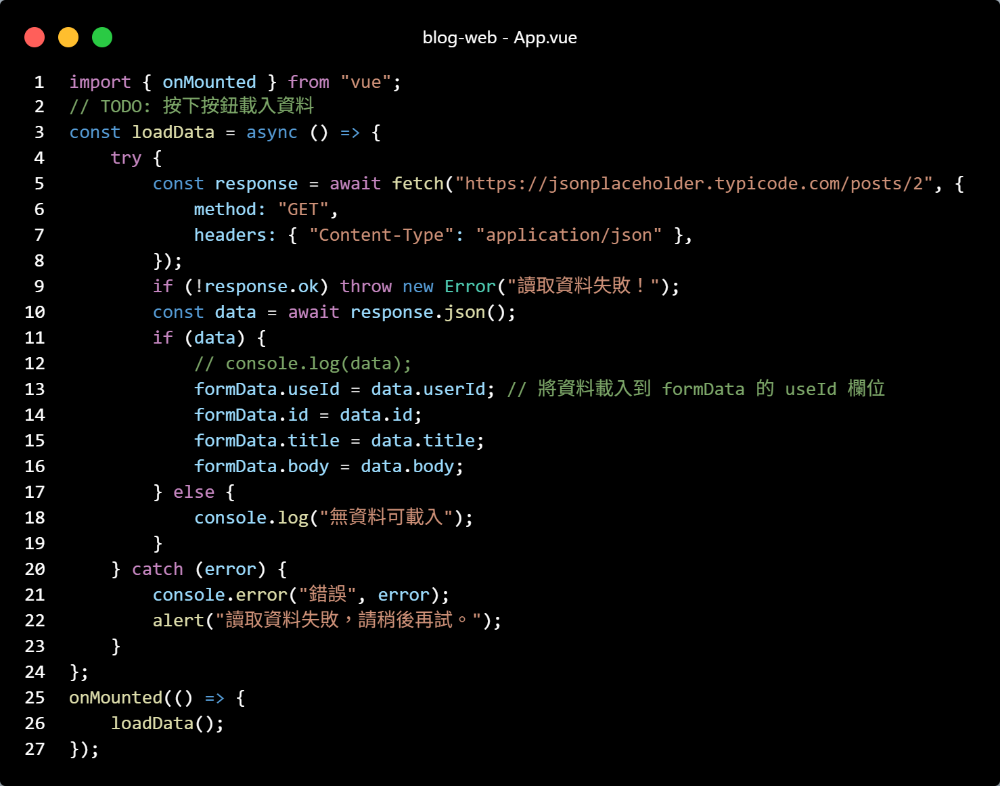 blog-web - App.vue
1 import { onMounted } from "vue";
2 // TODO: 按下按鈕載入資料
3 const loadData = async () => {
4     try {
5         const response = await fetch("https://jsonplaceholder.typicode.com/posts/2", {
6             method: "GET",
7             headers: { "Content-Type": "application/json" },
8         });
9         if (!response.ok) throw new Error("讀取資料失敗！");
10         const data = await response.json();
11         if (data) {
12             // console.log(data);
13             formData.useId = data.userId; // 將資料載入到 formData 的 useId 欄位
14             formData.id = data.id;
15             formData.title = data.title;
16             formData.body = data.body;
17         } else {
18             console.log("無資料可載入");
19         }
20     } catch (error) {
21         console.error("錯誤", error);
22         alert("讀取資料失敗，請稍後再試。");
23     }
24 };
25 onMounted(() => {
26     loadData();
27 });